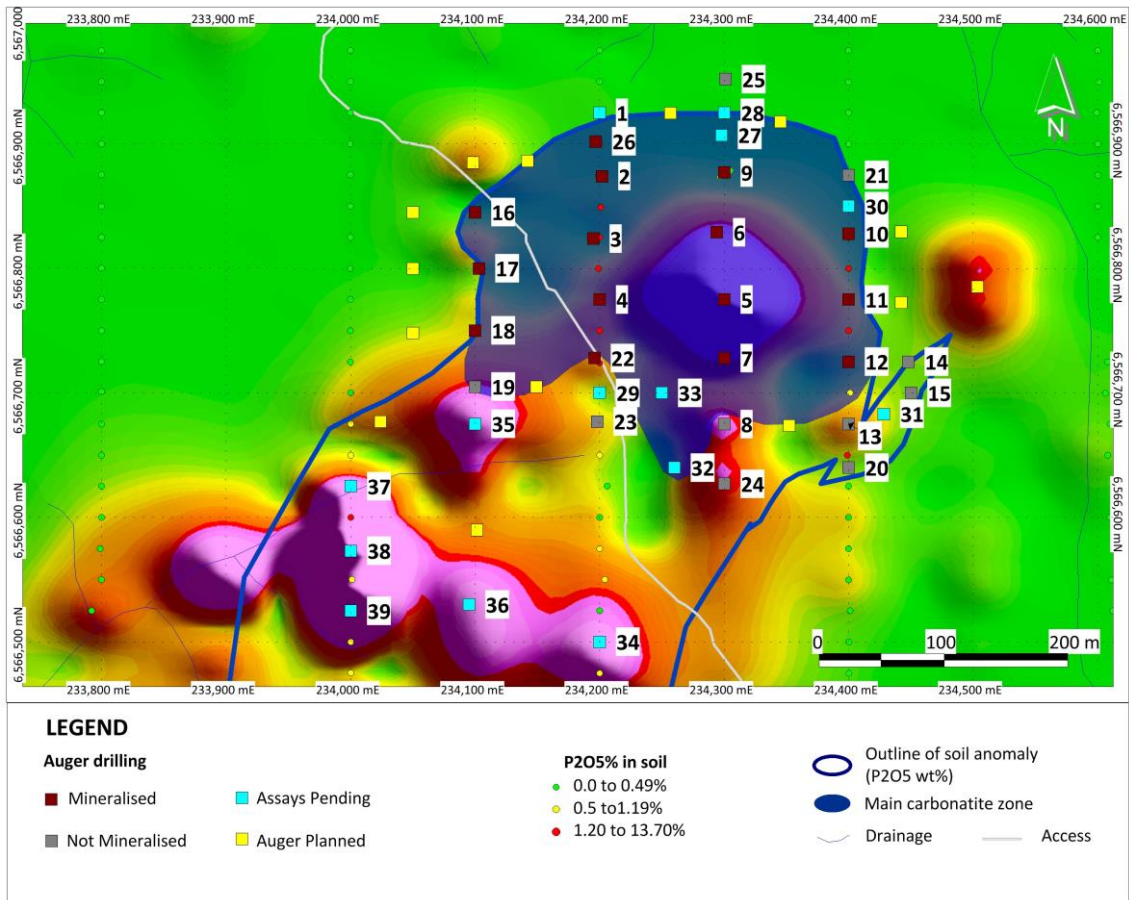 6,567,000
233,900 mE
234,000 mE
234,100 mE
234,200 mE
234,300 mE
234,400 mE
234,500 mE
234,600 mE
6,567,000
25
1
28
N
27
6,566,900 mN
26
6,566,900 mN
2
9
21
16
30
3
6
10
17
6,566,800 mN
6,566,800 mN
4
5
11
18
22
7
12
14
19
29
33
15
6,566,700 mN
6,566,700 mN
35
23
8
31
13
32
20
24
37
6,566,600 mN
6,566,600 mN
38
39
36
34
0 100 200 m
6,566,500 mN
6,566,500 mN
233,800 mE
233,900 mE
234,000 mE
234,100 mE
234,200 mE
234,300 mE
234,400 mE
234,500 mE
LEGEND
Auger drilling
Mineralised
Assays Pending
Not Mineralised
Auger Planned
P2O5% in soil
0.0 to 0.49%
0.5 to1.19%
1.20 to 13.70%
Outline of soil anomaly
(P2O5 wt%)
Main carbonatite zone
Drainage
Access